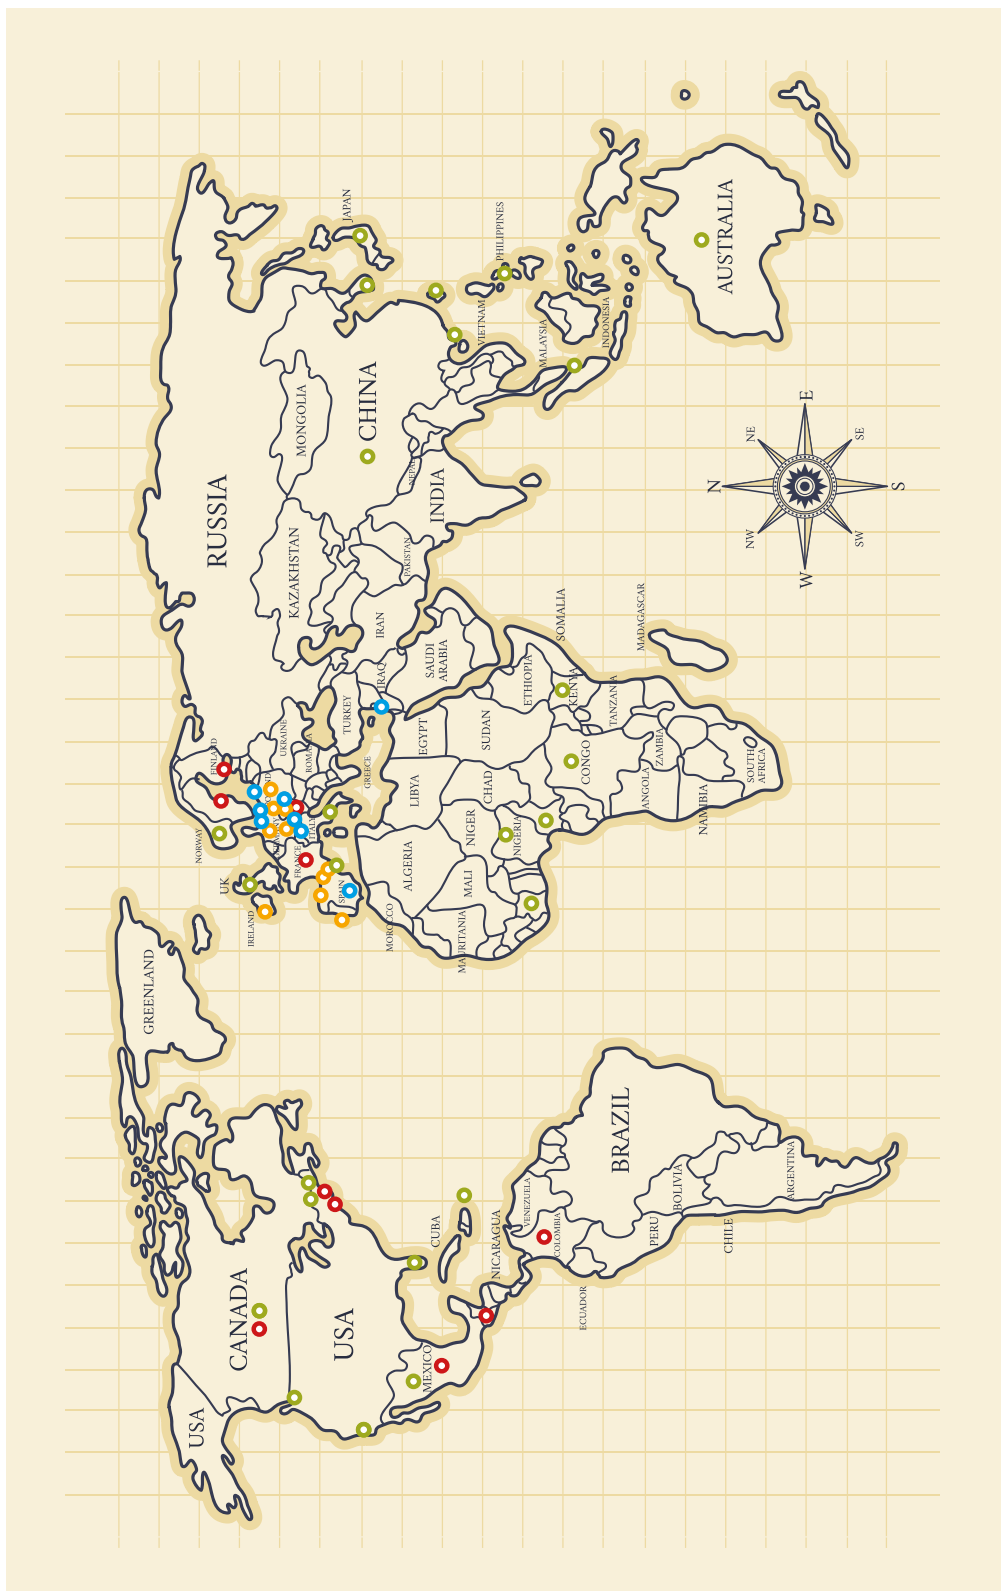 GREENLAND
USA
CANADA
USA
MEXICO
CUBA
NICARAGUA
VENEZUELA
COLOMBIA
ECUADOR
PERU
BRAZIL
BOLIVIA
CHILE
ARGENTINA
IRELAND
UK
NORWAY
FINLAND
FRANCE
SPAIN
ITALY
UKRAINE
ROMANIA
GREECE
TURKEY
RUSSIA
KAZAKHSTAN
MONGOLIA
CHINA
JAPAN
IRAQ
IRAN
PAKISTAN
NEPAL
INDIA
SAUDI
ARABIA
VIETNAM
PHILIPPINES
MALAYSIA
INDONESIA
AUSTRALIA
MOROCCO
ALGERIA
LIBYA
EGYPT
MAURITANIA
MALI
NIGER
CHAD
SUDAN
NIGERIA
ETHIOPIA
SOMALIA
KENYA
CONGO
TANZANIA
ANGOLA
ZAMBIA
NAMIBIA
SOUTH
AFRICA
MADAGASCAR
N
NE
E
SE
S
SW
W
NW